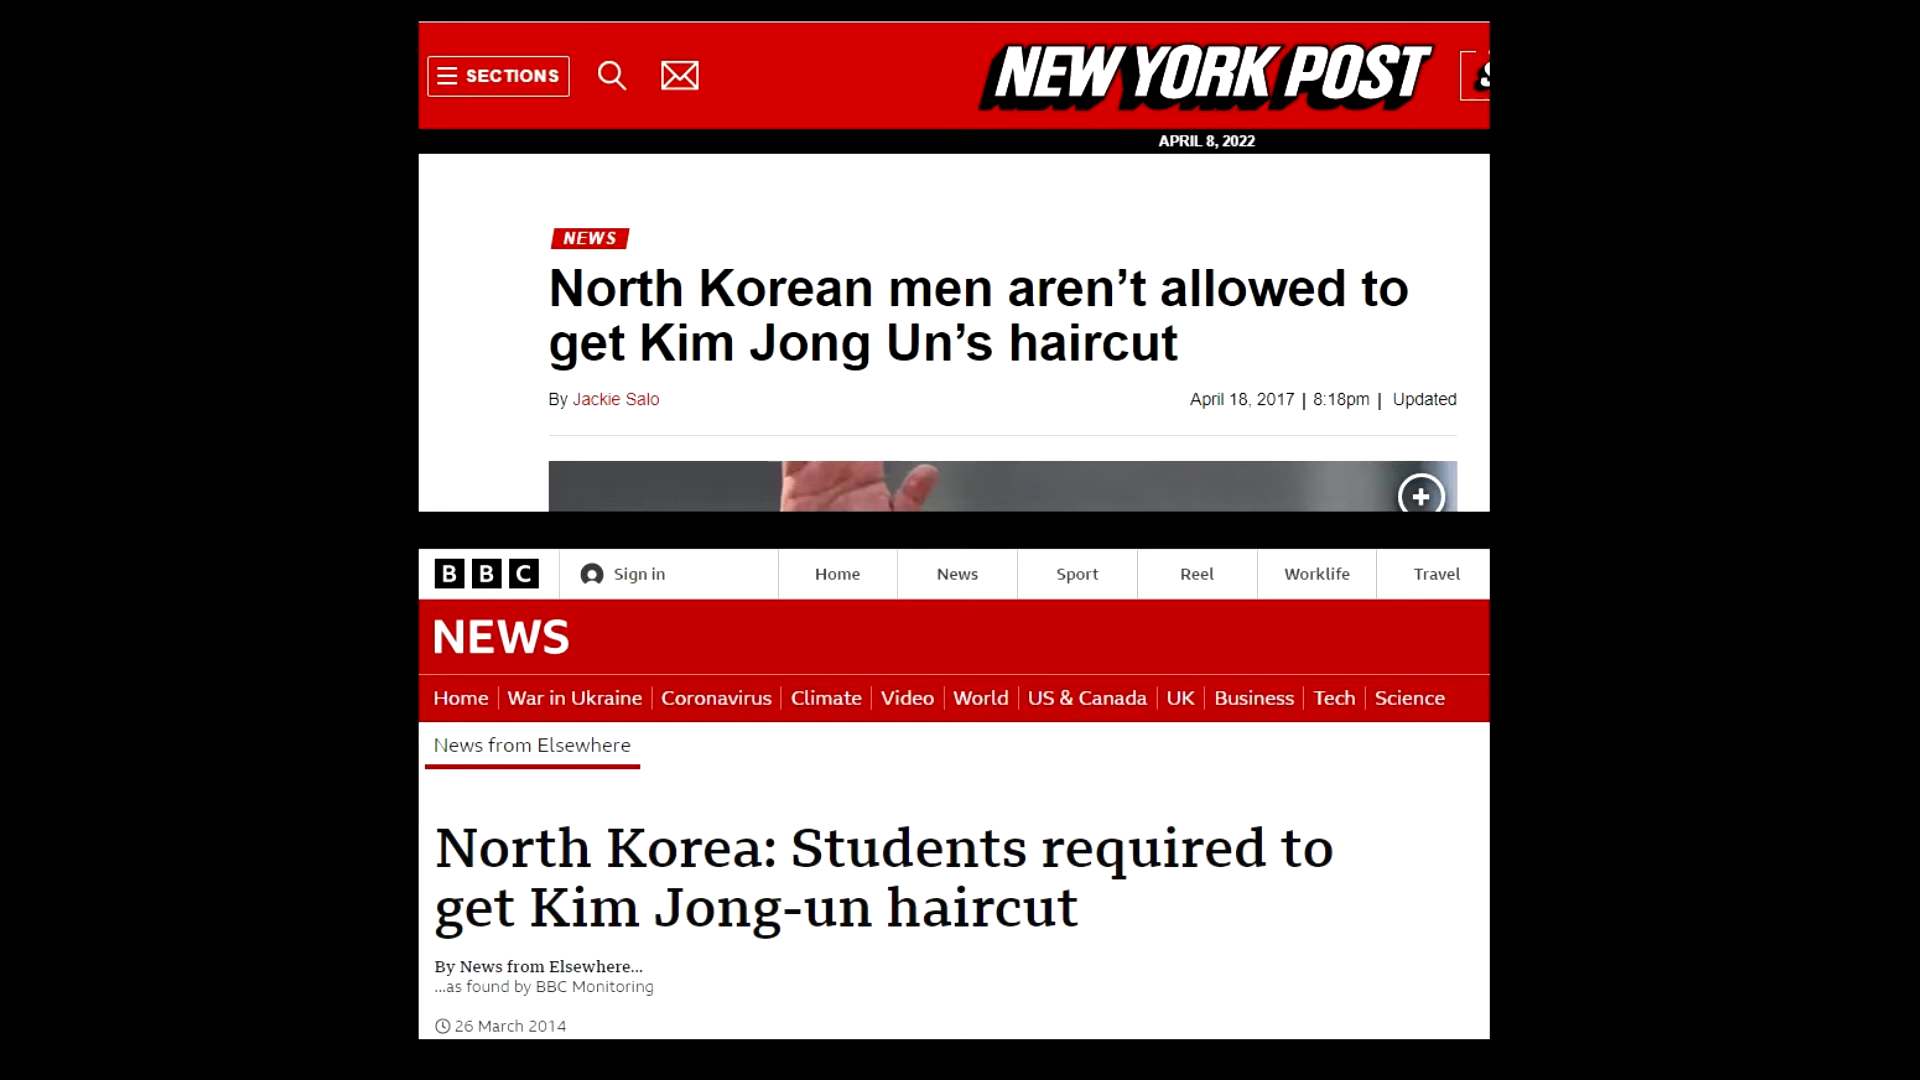 SECTIONS
NEW YORK POST
APRIL 8, 2022
NEWS
North Korean men aren’t allowed to
get Kim Jong Un’s haircut
By Jackie Salo
April 18, 2017 | 8:18pm | Updated
BBC
Sign in
Home
News
Sport
Reel
Worklife
Travel
NEWS
Home | War in Ukraine | Coronavirus | Climate | Video | World | US & Canada | UK | Business | Tech | Science
News from Elsewhere
North Korea: Students required to
get Kim Jong-un haircut
By News from Elsewhere...
...as found by BBC Monitoring
26 March 2014